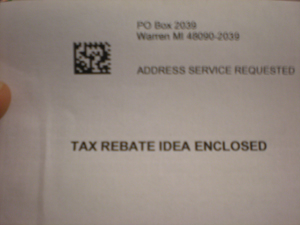 PO Box 2039
Warren MI 48090-2039
ADDRESS SERVICE REQUESTED
TAX REBATE IDEA ENCLOSED